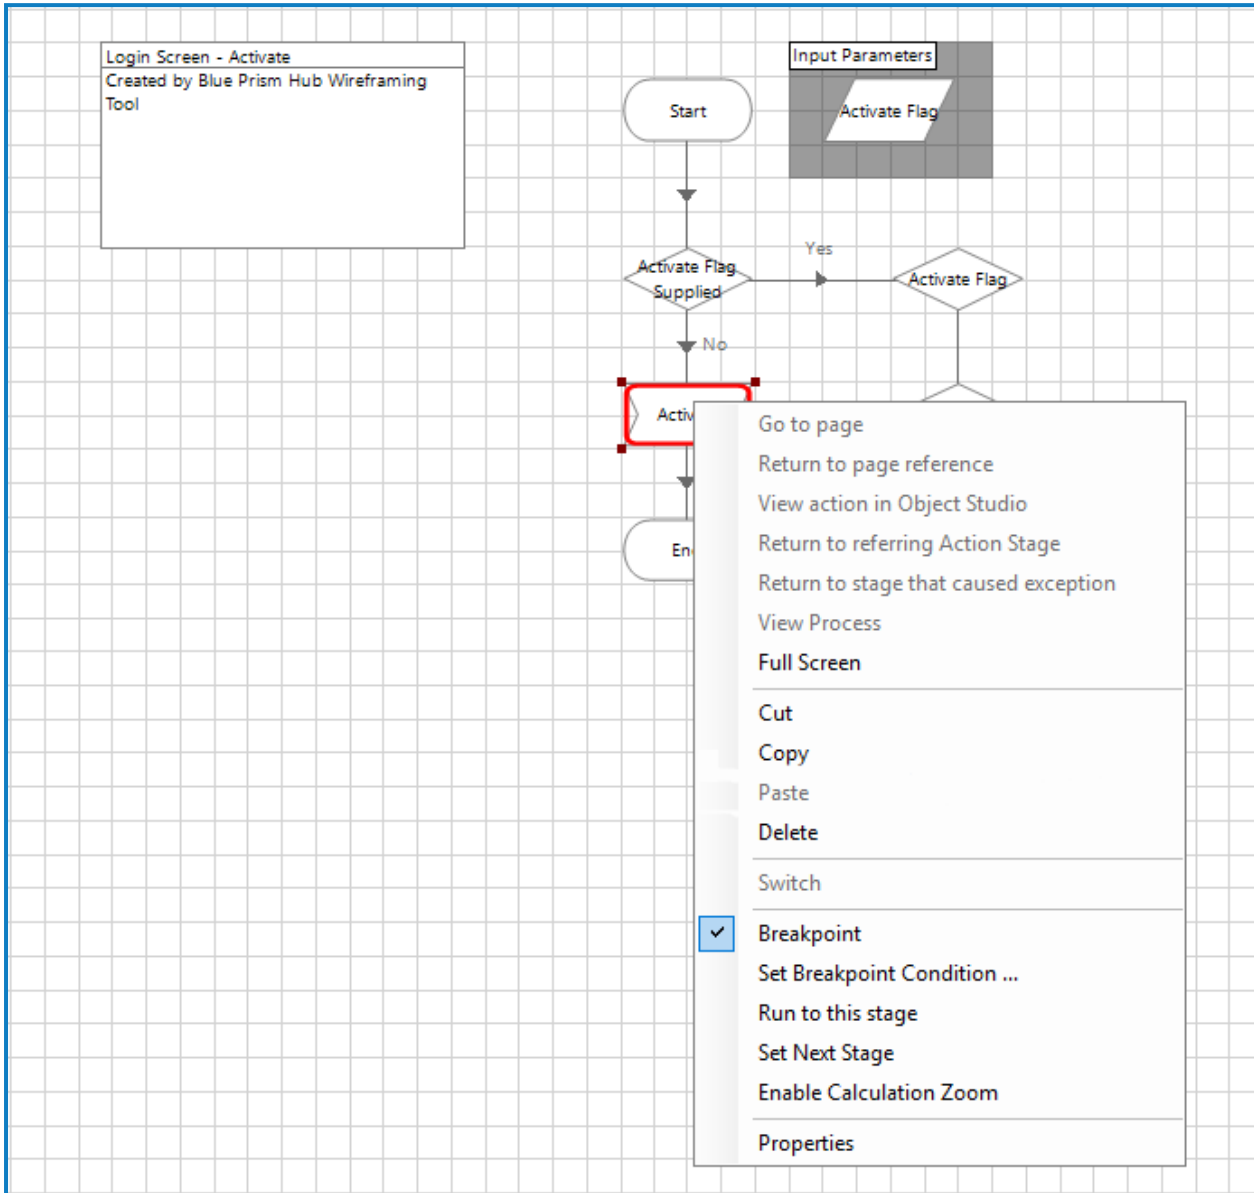 Login Screen - Activate
Created by Blue Prism Hub Wireframing
Tool
Input Parameters
Start
Activate Flag
Yes
Activate Flag
Supplied
Activate Flag
No
Go to page
Return to page reference
View action in Object Studio
Return to referring Action Stage
Return to stage that caused exception
View Process
Full Screen
Cut
Copy
Paste
Delete
Switch
Breakpoint
Set Breakpoint Condition ...
Run to this stage
Set Next Stage
Enable Calculation Zoom
Properties